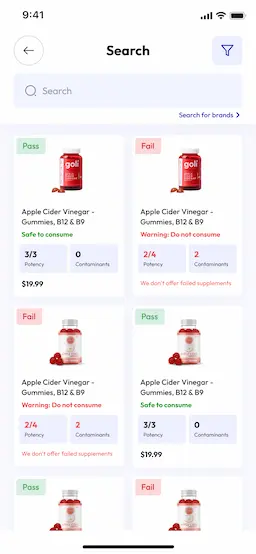 9:41
Search
Search
Search for brands
Pass
goli
Apple Cider Vinegar -
Gummies, B12 & B9
Safe to consume
3/3
Potency
0
Contaminants
$19.99
Fail
goli
Apple Cider Vinegar -
Gummies, B12 & B9
Warning: Do not consume
2/4
Potency
2
Contaminants
We don't offer failed supplements
Fail
Apple Cider Vinegar -
Gummies, B12 & B9
Warning: Do not consume
2/4
Potency
2
Contaminants
We don't offer failed supplements
Pass
Apple Cider Vinegar -
Gummies, B12 & B9
Safe to consume
3/3
Potency
0
Contaminants
$19.99
Pass
Fail